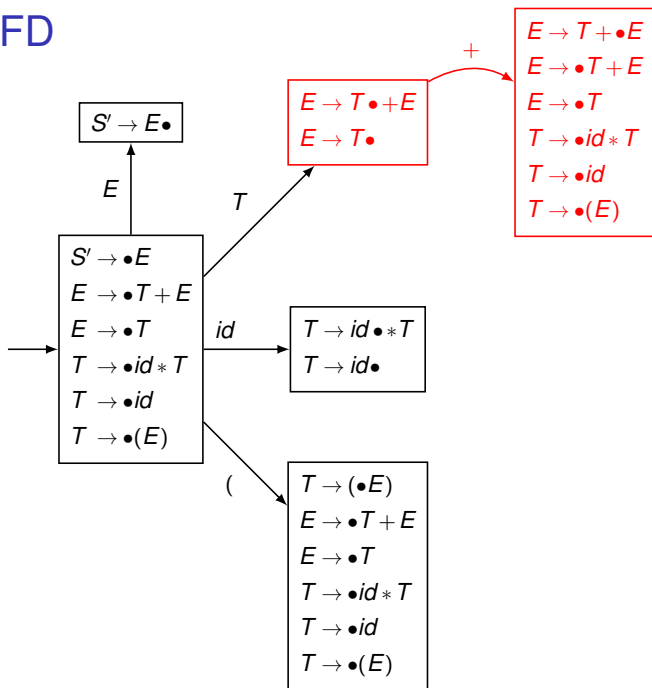 FD
S′ → E•
E
S′ → •E
E → •T + E
E → •T
T → •id * T
T → •id
T → •(E)
T
E → T • +E
E → T•
+
E → T + •E
E → •T + E
E → •T
T → •id * T
T → •id
T → •(E)
id
T → id • *T
T → id•
(
T → (•E)
E → •T + E
E → •T
T → •id * T
T → •id
T → •(E)